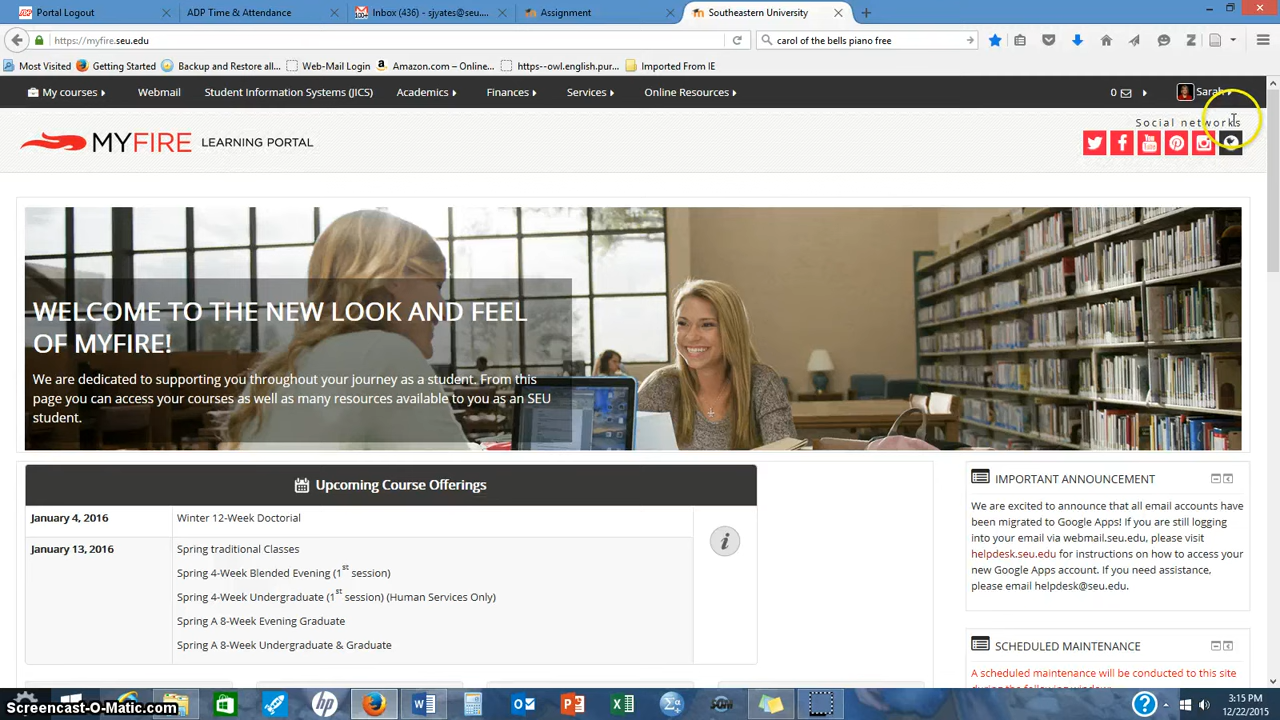 Portal Logout
ADP Time & Attendance
Inbox (436) - sjyates@seu....
Assignment
Southeastern University
https://myfire.seu.edu
carol of the bells piano free
Most Visited
Getting Started
Backup and Restore all...
Web-Mail Login
Amazon.com – Online...
https--owl.english.pur...
Imported From IE
My courses
Webmail
Student Information Systems (JICS)
Academics
Finances
Services
Online Resources
0
Sarah
MYFIRE LEARNING PORTAL
Social networks
WELCOME TO THE NEW LOOK AND FEEL
OF MYFIRE!
We are dedicated to supporting you throughout your journey as a student. From this
page you can access your courses as well as many resources available to you as an SEU
student.
Upcoming Course Offerings
January 4, 2016 Winter 12-Week Doctorial
January 13, 2016 Spring traditional Classes
Spring 4-Week Blended Evening (1st session)
Spring 4-Week Undergraduate (1st session) (Human Services Only)
Spring A 8-Week Evening Graduate
Spring A 8-Week Undergraduate & Graduate
IMPORTANT ANNOUNCEMENT
We are excited to announce that all email accounts have
been migrated to Google Apps! If you are still logging
into your email via webmail.seu.edu, please visit
helpdesk.seu.edu for instructions on how to access your
new Google Apps account. If you need assistance,
please email helpdesk@seu.edu.
SCHEDULED MAINTENANCE
A scheduled maintenance will be conducted to this site
during the following window
Screencast-O-Matic.com
3:15 PM
12/22/2015